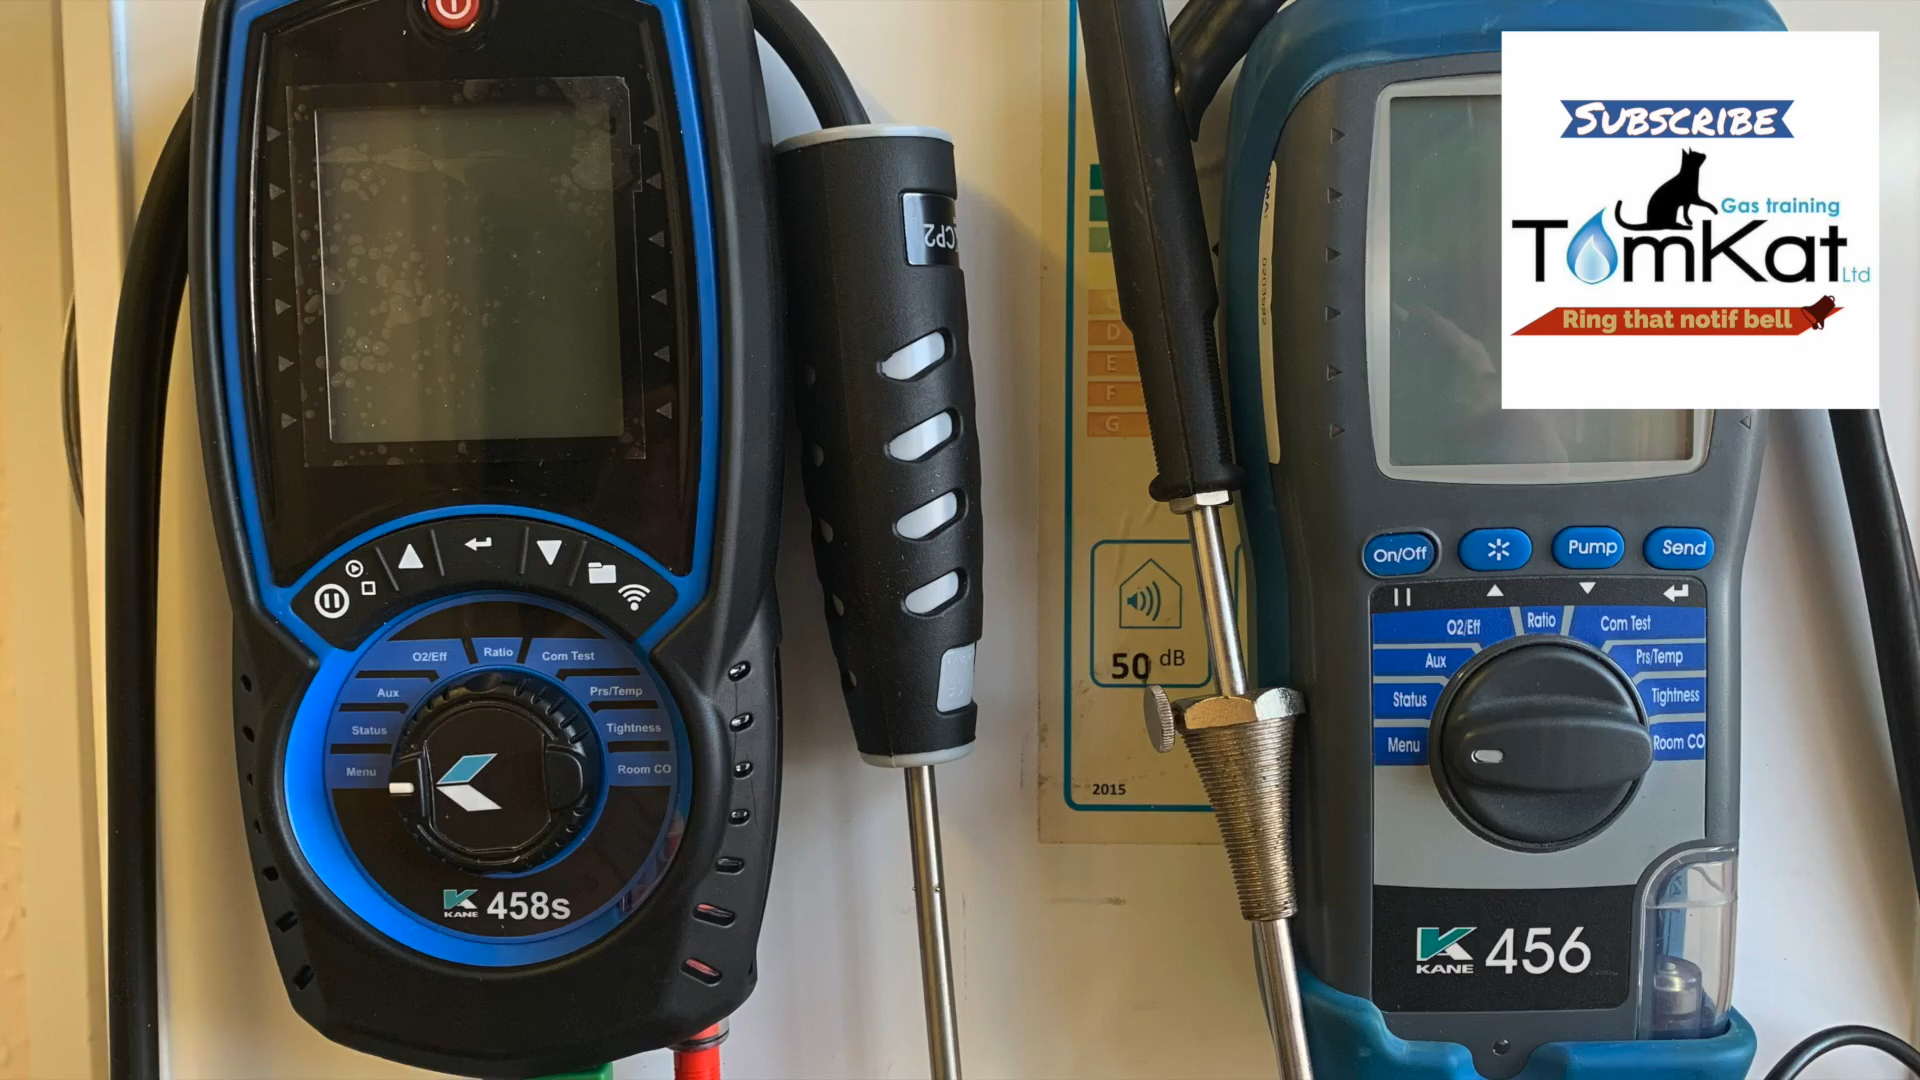 SUBSCRIBE
Gas training
TomKat Ltd
Ring that notif bell
CP2
D
E
F
G
50 dB
2015
O2/Eff
Ratio
Com Test
Aux
Prs/Temp
Status
Tightness
Menu
Room CO
KANE 458s
On/Off
Pump
Send
O2/Eff
Ratio
Com Test
Aux
Prs/Temp
Status
Tightness
Menu
Room CO
KANE 456